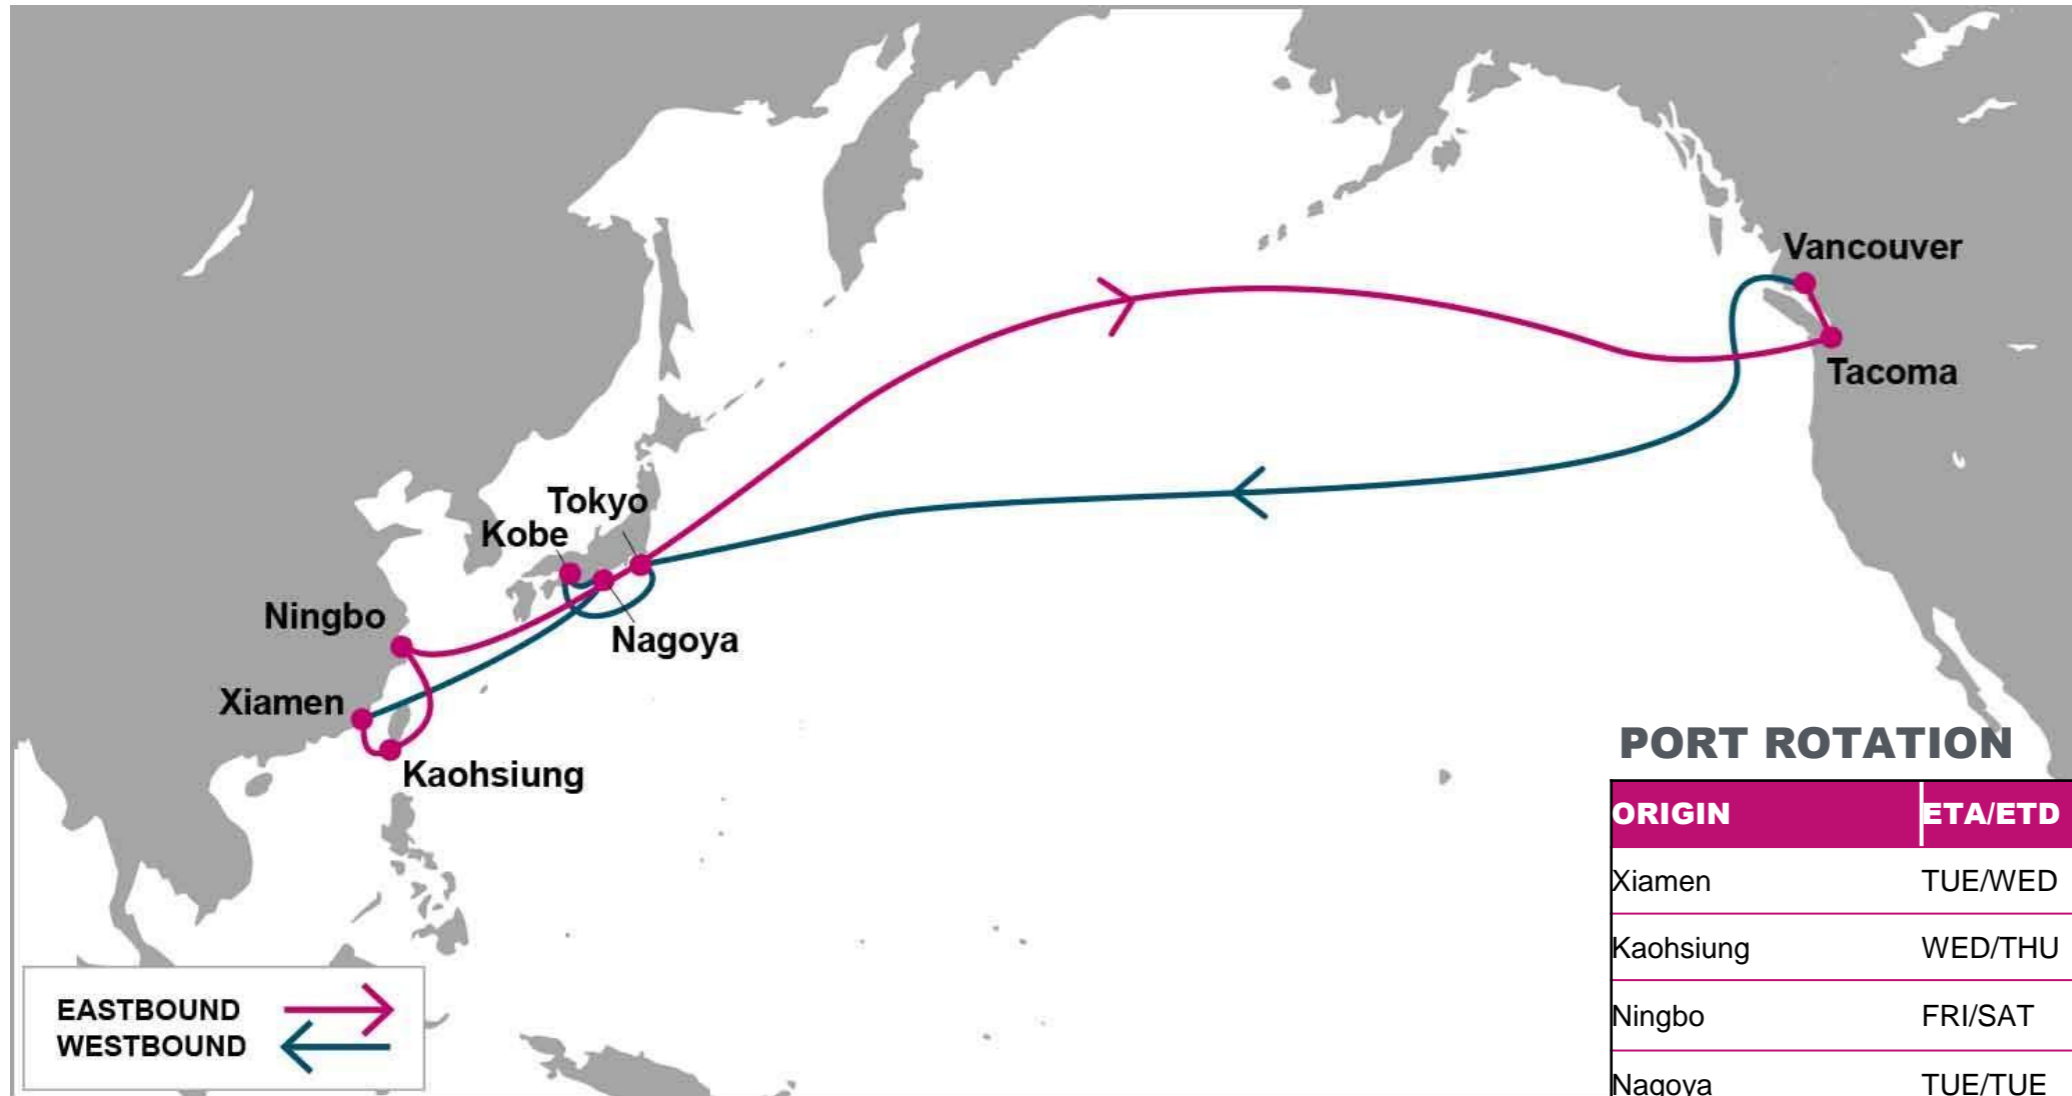 Vancouver
Tacoma
Tokyo
Kobe
Nagoya
Ningbo
Xiamen
Kaohsiung
EASTBOUND
WESTBOUND
PORT ROTATION
ORIGIN ETA/ETD
Xiamen TUE/WED
Kaohsiung WED/THU
Ningbo FRI/SAT
Nagoya TUE/TUE